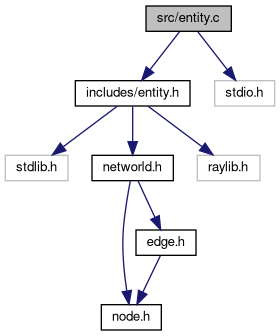 src/entity.c
includes/entity.h
stdio.h
stdlib.h
networld.h
raylib.h
edge.h
node.h